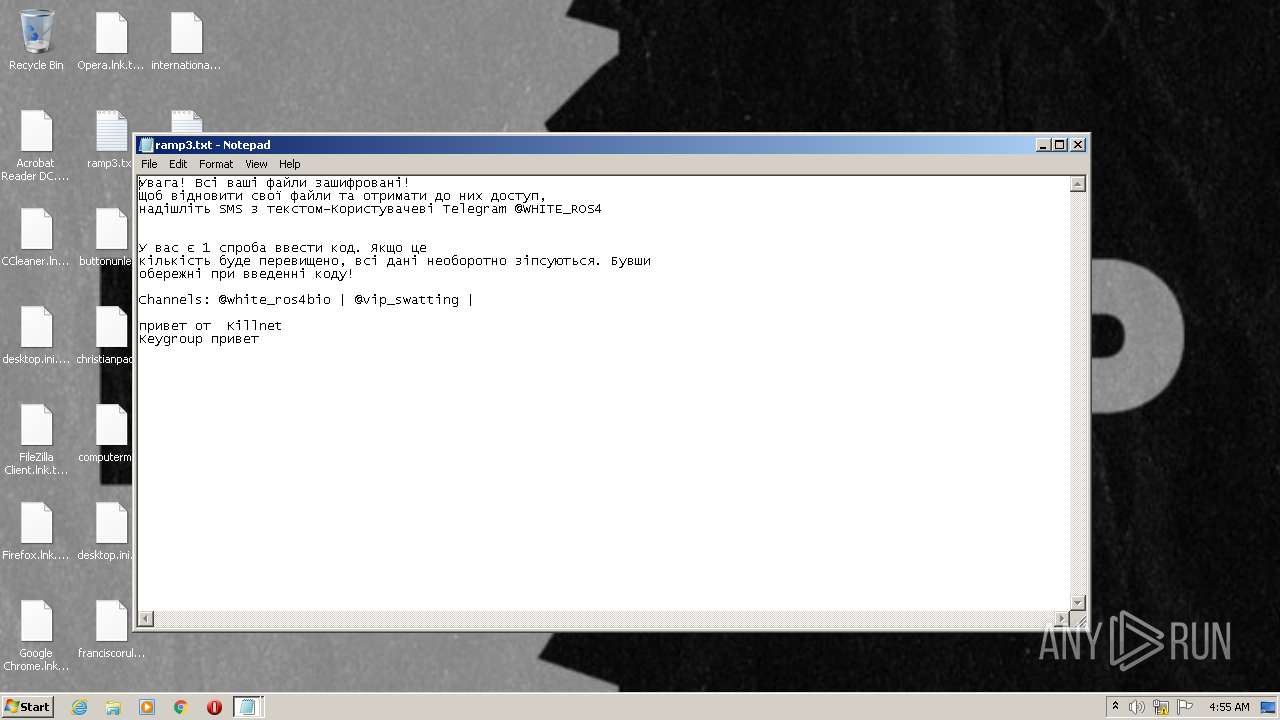 Recycle Bin
Opera.lnk.t...
internationa...
Acrobat
Reader DC....
ramp3.tx
CCleaner.ln...
buttonunle
desktop.ini....
christianpac
FileZilla
Client.lnk.t...
computerm
Firefox.lnk....
desktop.ini.
Google
Chrome.lnk...
franciscorul...
ramp3.txt - Notepad
File Edit Format View Help
Увага! Всі ваші файли зашифровані!
Щоб відновити свої файли та отримати до них доступ,
надішліть SMS з текстом-користувачеві Telegram @WHITE_ROS4
У вас є 1 спроба ввести код. Якщо це
кількість буде перевищено, всі дані необоротно зіпсуються. Бувши
обережні при введенні коду!
Channels: @white_ros4bio | @vip_swatting |
привет от  Killnet
Keygroup привет
P
ANY RUN
Start
4:55 AM